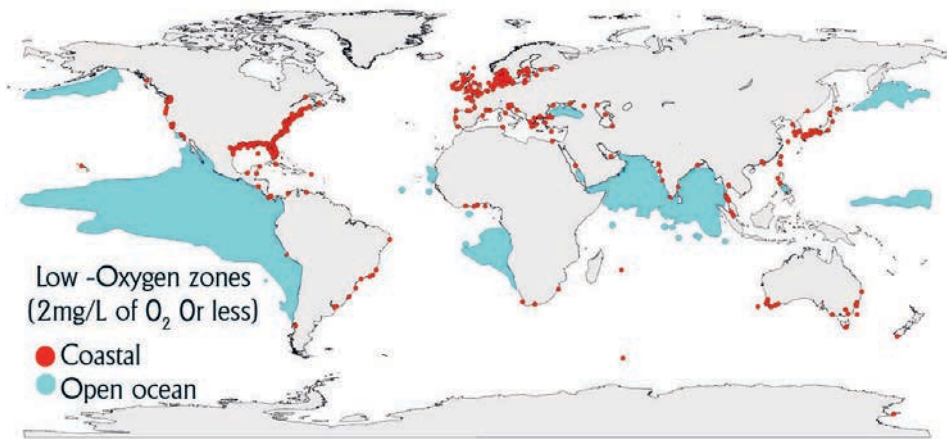 Low -Oxygen zones
(2mg/L of O₂ Or less)
Coastal
Open ocean